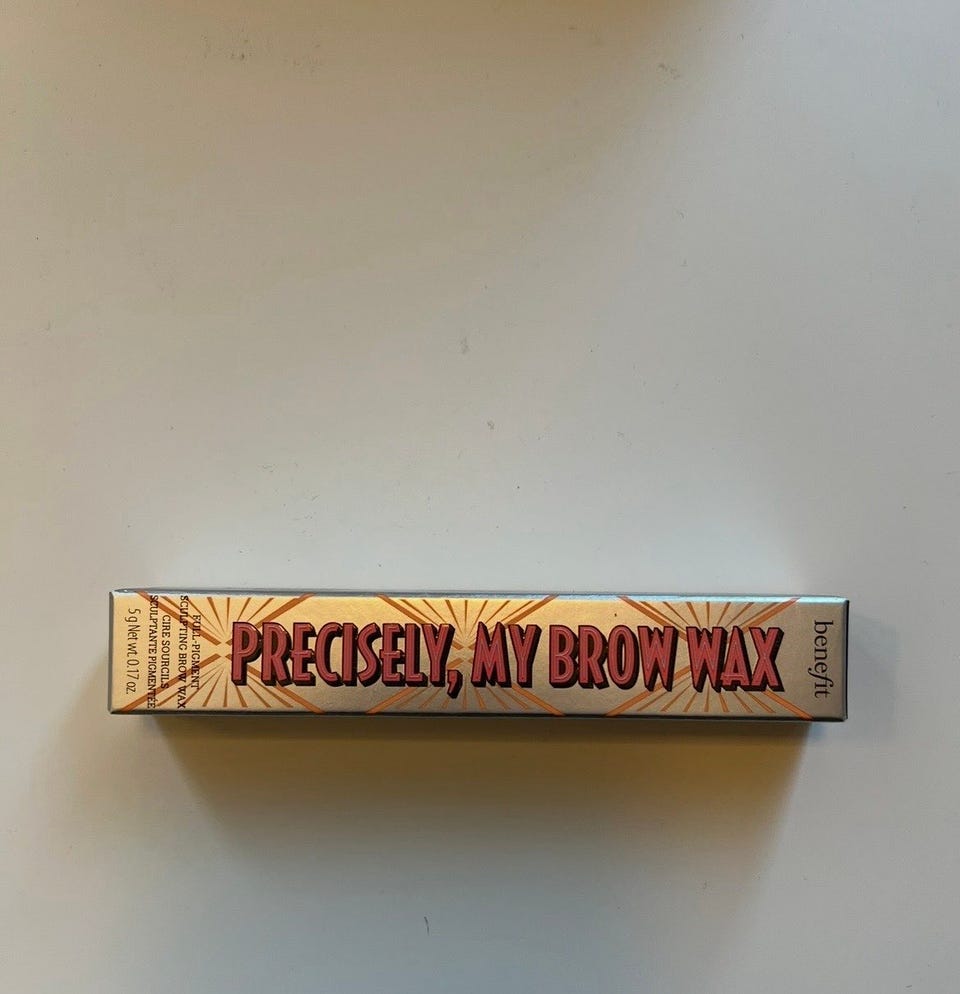 benefit
PRECISELY, MY BROW WAX
FULL-PIGMENT
SCULPTING BROW WAX
CIRE SOURCILS
SCULPTANTE PIGMENTÉE
5 g Net wt. 0.17 oz.